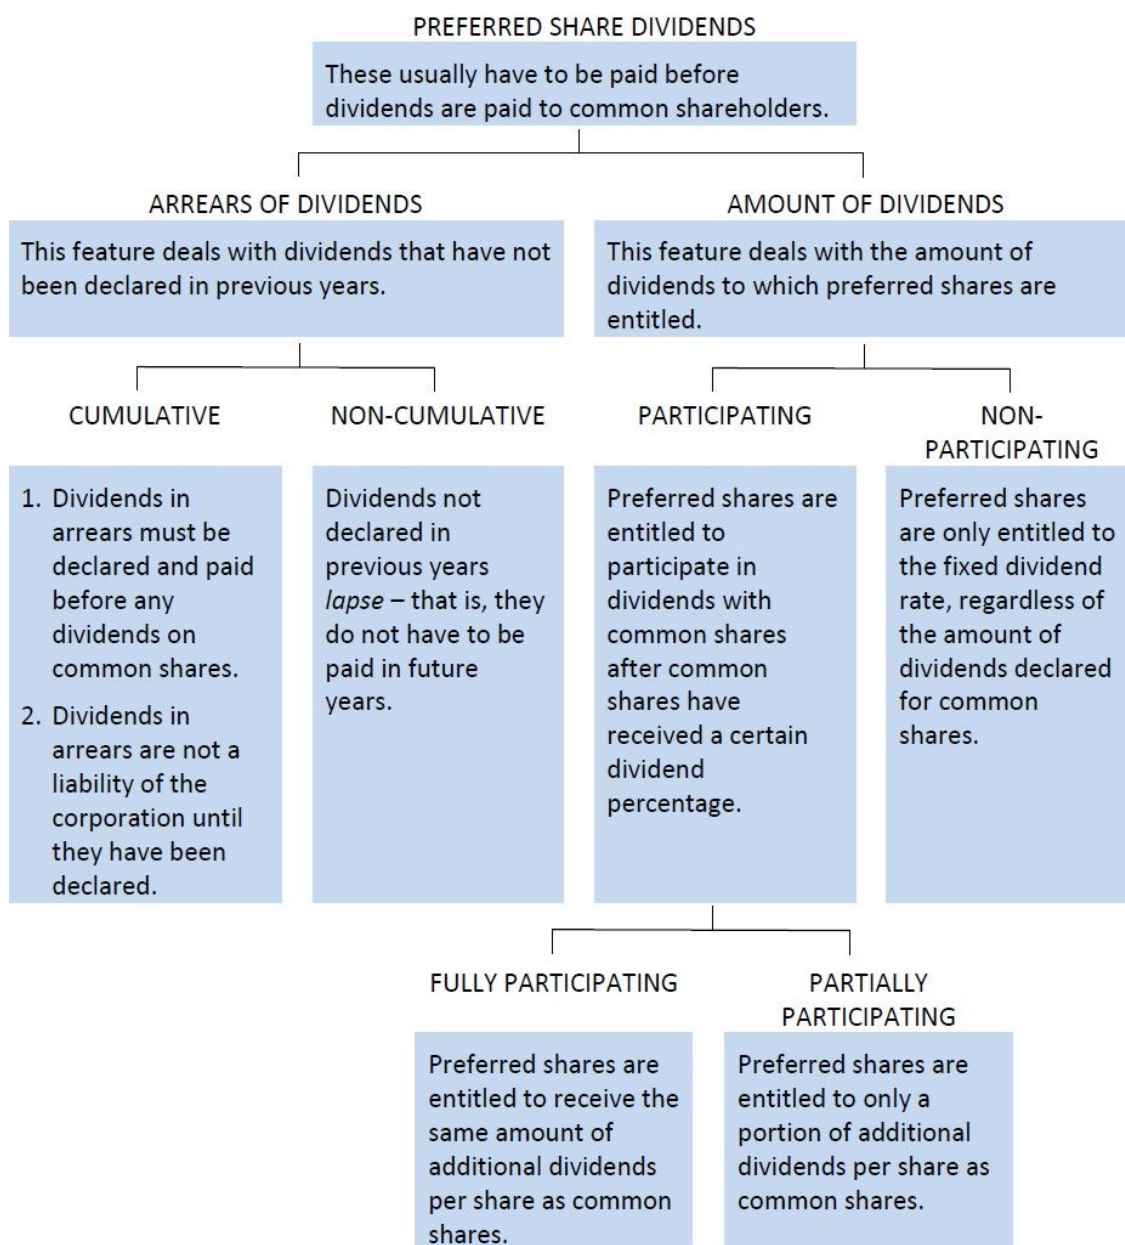 PREFERRED SHARE DIVIDENDS
These usually have to be paid before
dividends are paid to common shareholders.
ARREARS OF DIVIDENDS
This feature deals with dividends that have not
been declared in previous years.
AMOUNT OF DIVIDENDS
This feature deals with the amount of
dividends to which preferred shares are
entitled.
CUMULATIVE
1. Dividends in
arrears must be
declared and paid
before any
dividends on
common shares.
2. Dividends in
arrears are not a
liability of the
corporation until
they have been
declared.
NON-CUMULATIVE
Dividends not
declared in
previous years
lapse – that is, they
do not have to be
paid in future
years.
PARTICIPATING
Preferred shares are
entitled to
participate in
dividends with
common shares
after common
shares have
received a certain
dividend
percentage.
NON-
PARTICIPATING
Preferred shares
are only entitled to
the fixed dividend
rate, regardless of
the amount of
dividends declared
for common
shares.
FULLY PARTICIPATING
Preferred shares are
entitled to receive the
same amount of
additional dividends
per share as common
shares.
PARTIALLY
PARTICIPATING
Preferred shares are
entitled to only a
portion of additional
dividends per share as
common shares.